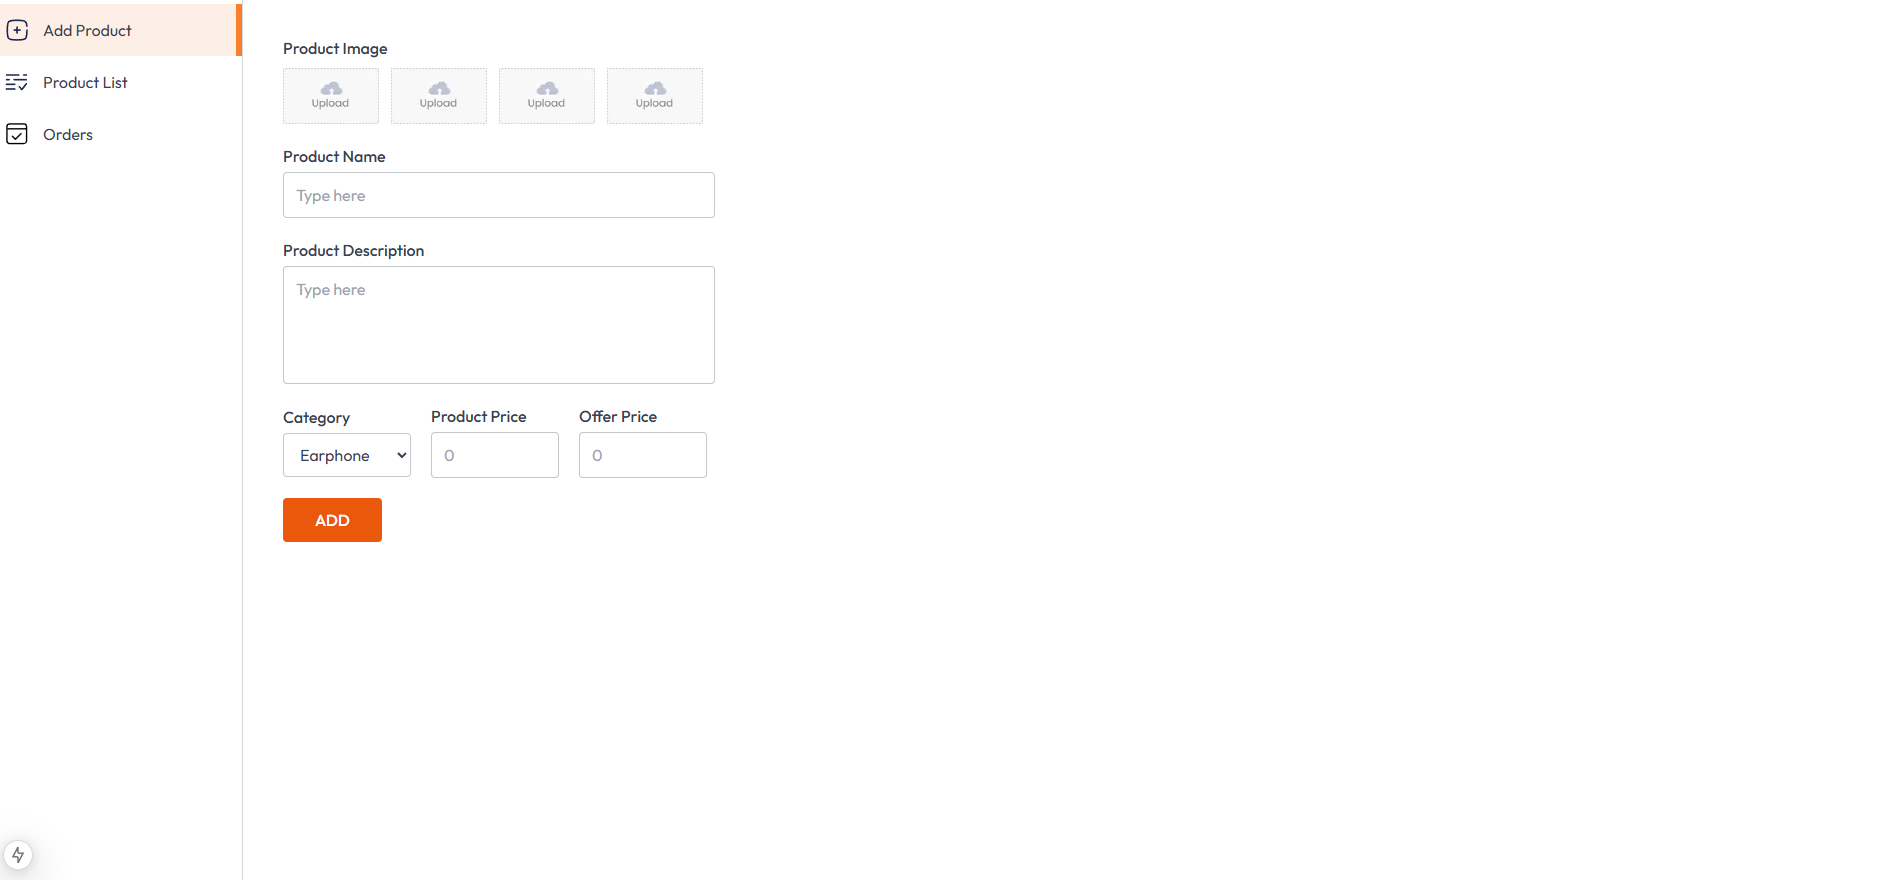 Add Product
Product List
Orders
Product Image
Upload Upload Upload Upload
Product Name
Type here
Product Description
Type here
Category Product Price Offer Price
Earphone 0 0
ADD